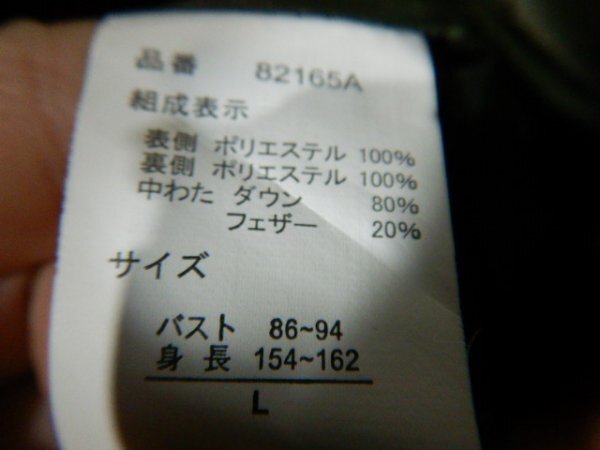 品番 82165A
組成表示
表側 ポリエステル 100%
裏側 ポリエステル 100%
中わた ダウン 80%
フェザー 20%
サイズ
バスト 86~94
身長 154~162
L